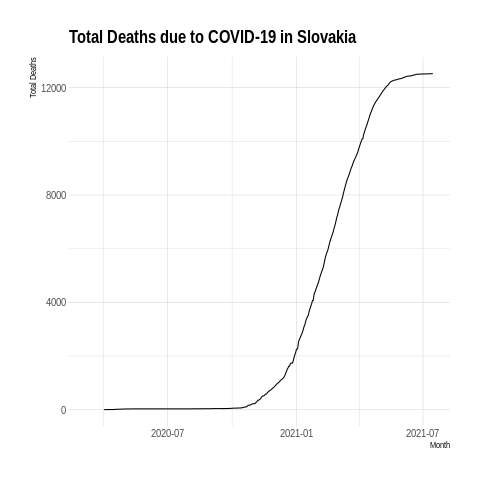 Total Deaths due to COVID-19 in Slovakia
Total Deaths
12000
8000
4000
0
2020-07
2021-01
2021-07
Month